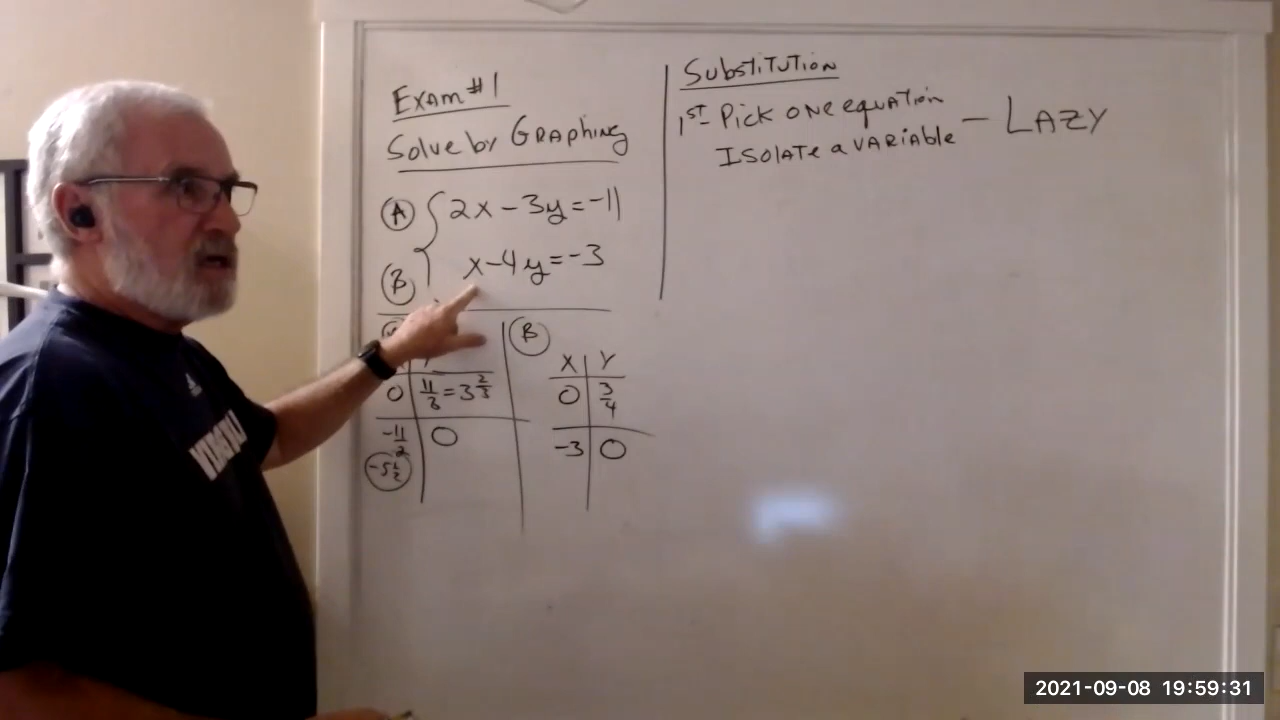 Exam #1
Solve by Graphing
A 2x - 3y = -11
B x - 4y = -3
0 11/3 = 3 2/3
-11/2 0
-5 1/2
B
X Y
0 3/4
-3 0
Substitution
1st - Pick one equation
Isolate a variable - LAZY
2021-09-08 19:59:31